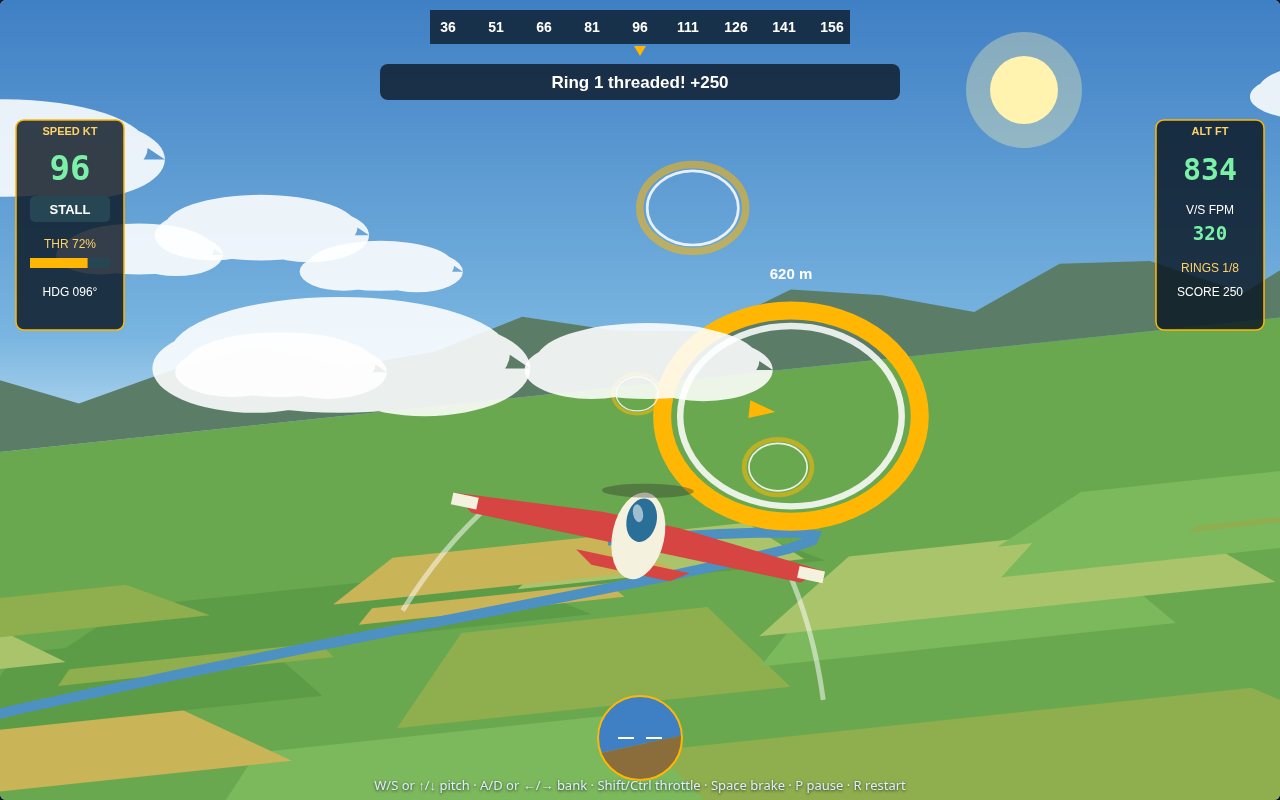 36 51 66 81 96 111 126 141 156
Ring 1 threaded! +250
SPEED KT
96
STALL
THR 72%
HDG 096°
ALT FT
834
V/S FPM
320
RINGS 1/8
SCORE 250
620 m
W/S or ↑/↓ pitch · A/D or ←/→ bank · Shift/Ctrl throttle · Space brake · P pause · R restart